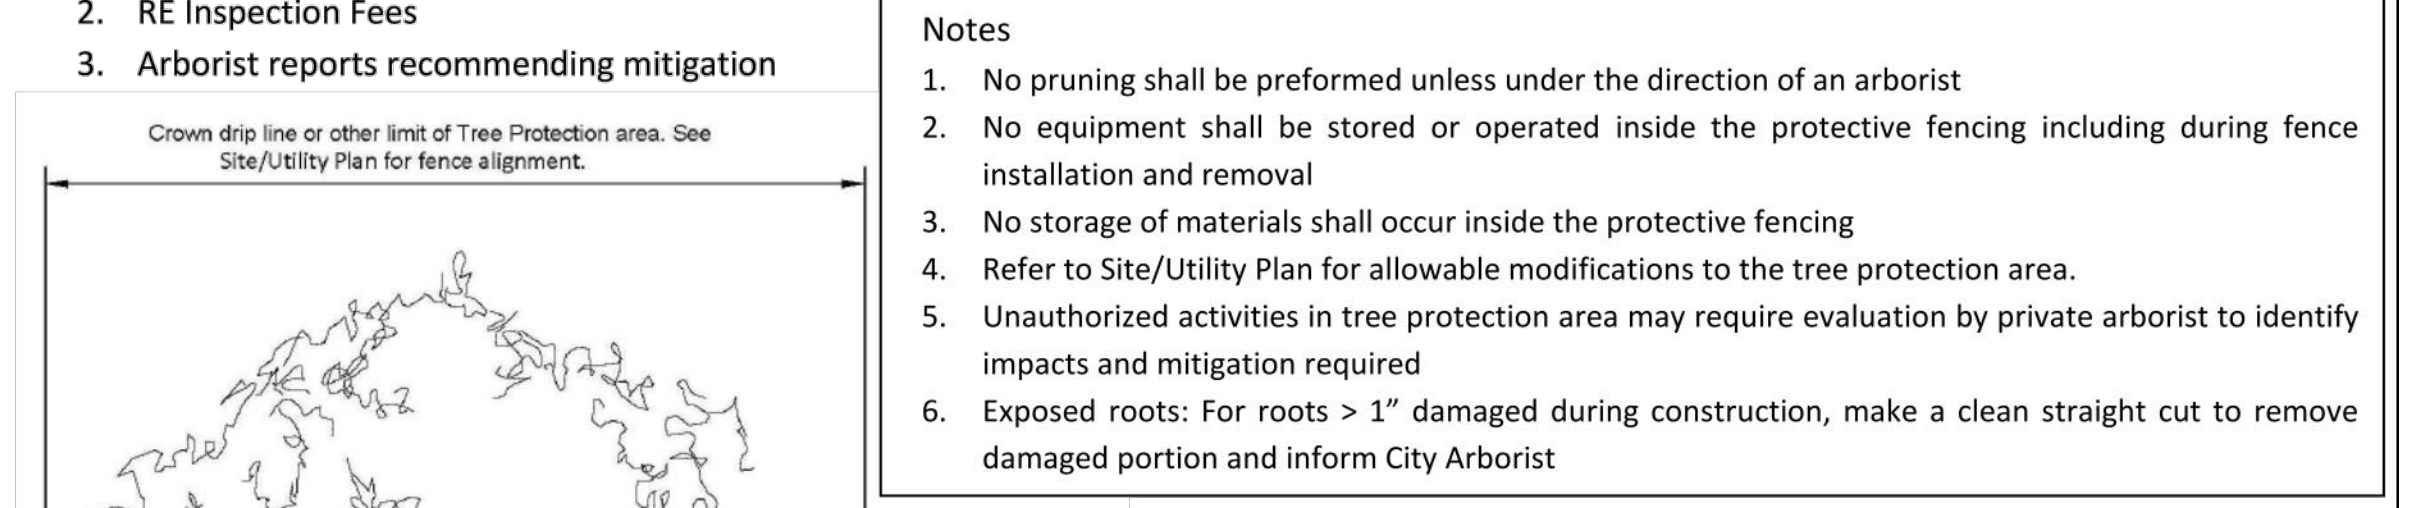 2. RE Inspection Fees
3. Arborist reports recommending mitigation
Crown drip line or other limit of Tree Protection area. See
Site/Utility Plan for fence alignment.
Notes
1. No pruning shall be preformed unless under the direction of an arborist
2. No equipment shall be stored or operated inside the protective fencing including during fence
installation and removal
3. No storage of materials shall occur inside the protective fencing
4. Refer to Site/Utility Plan for allowable modifications to the tree protection area.
5. Unauthorized activities in tree protection area may require evaluation by private arborist to identify
impacts and mitigation required
6. Exposed roots: For roots > 1” damaged during construction, make a clean straight cut to remove
damaged portion and inform City Arborist